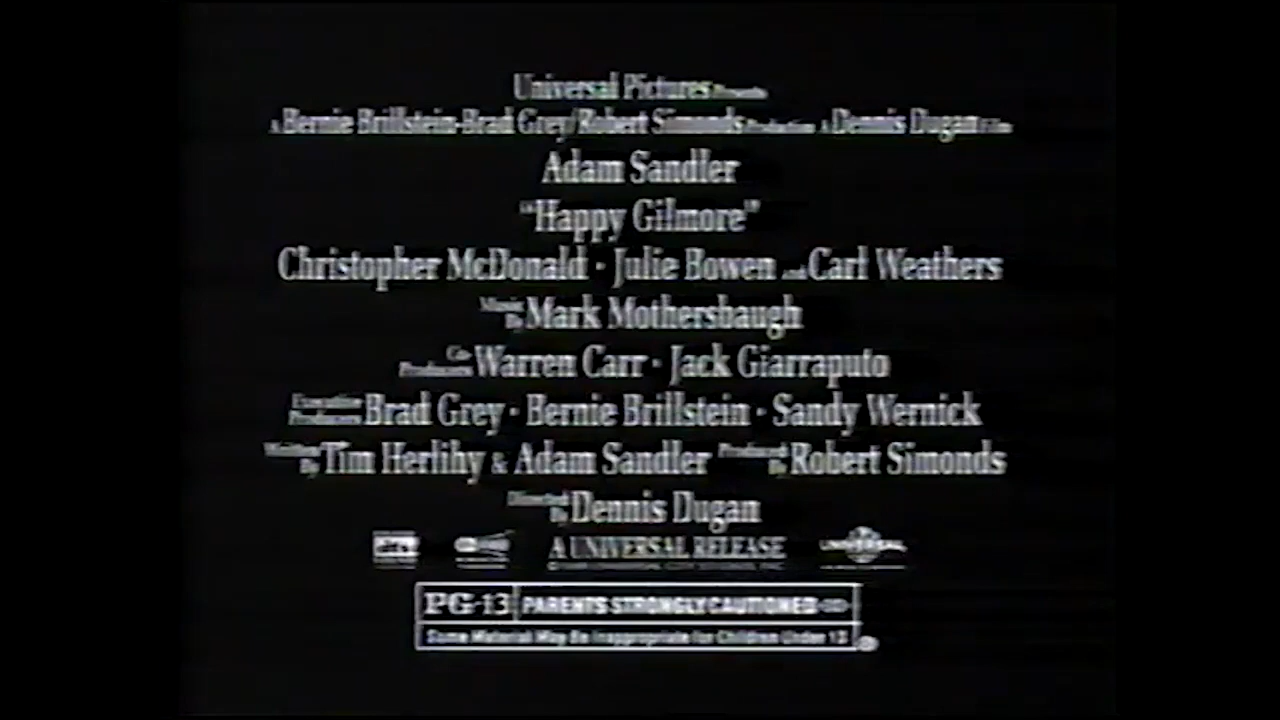 Universal Pictures Presents
A Bernie Brillstein-Brad Grey/Robert Simonds Production A Dennis Dugan Film
Adam Sandler
"Happy Gilmore"
Christopher McDonald · Julie Bowen and Carl Weathers
Music By Mark Mothersbaugh
Co-Producers Warren Carr · Jack Giarraputo
Executive Producers Brad Grey · Bernie Brillstein · Sandy Wernick
Written By Tim Herlihy & Adam Sandler Produced By Robert Simonds
Directed By Dennis Dugan
dts A UNIVERSAL RELEASE UNIVERSAL
PG-13 PARENTS STRONGLY CAUTIONED
Some Material May Be Inappropriate for Children Under 13